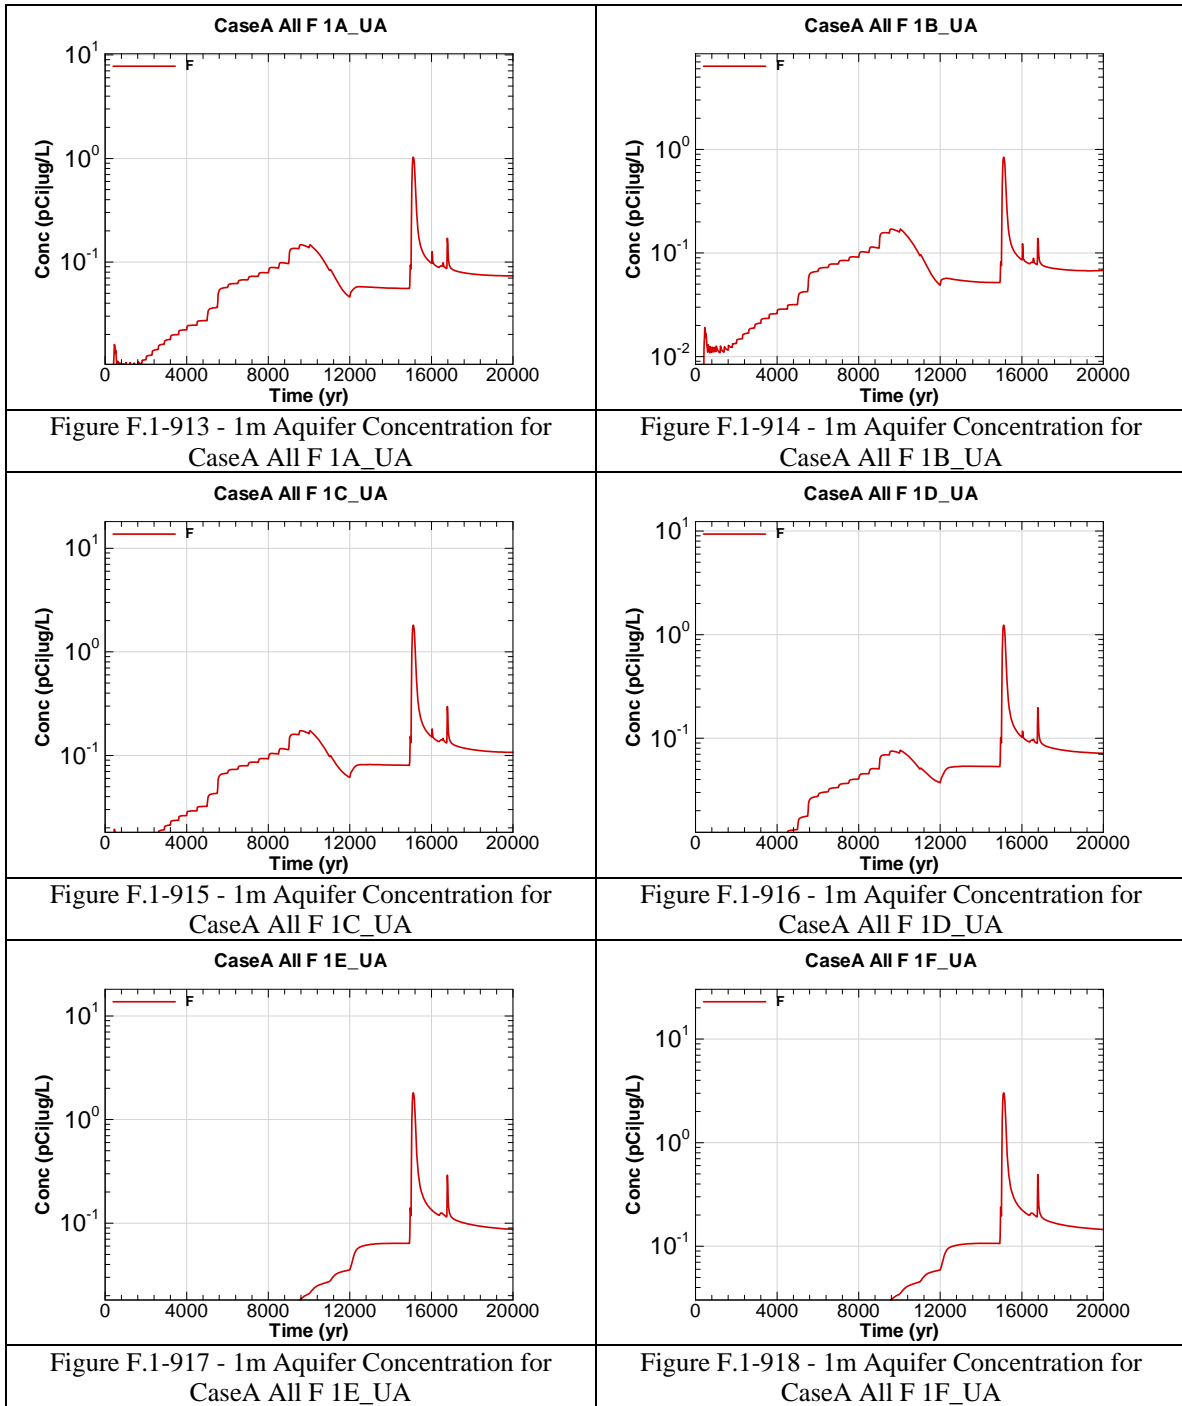 CaseA All F 1A_UA
F
10^1
10^0
10^-1
Conc (pCi|ug/L)
0 4000 8000 12000 16000 20000
Time (yr)
Figure F.1-913 - 1m Aquifer Concentration for
CaseA All F 1A_UA
CaseA All F 1B_UA
F
10^0
10^-1
10^-2
Conc (pCi|ug/L)
0 4000 8000 12000 16000 20000
Time (yr)
Figure F.1-914 - 1m Aquifer Concentration for
CaseA All F 1B_UA
CaseA All F 1C_UA
F
10^1
10^0
10^-1
Conc (pCi|ug/L)
0 4000 8000 12000 16000 20000
Time (yr)
Figure F.1-915 - 1m Aquifer Concentration for
CaseA All F 1C_UA
CaseA All F 1D_UA
F
10^1
10^0
10^-1
Conc (pCi|ug/L)
0 4000 8000 12000 16000 20000
Time (yr)
Figure F.1-916 - 1m Aquifer Concentration for
CaseA All F 1D_UA
CaseA All F 1E_UA
F
10^1
10^0
10^-1
Conc (pCi|ug/L)
0 4000 8000 12000 16000 20000
Time (yr)
Figure F.1-917 - 1m Aquifer Concentration for
CaseA All F 1E_UA
CaseA All F 1F_UA
F
10^1
10^0
10^-1
Conc (pCi|ug/L)
0 4000 8000 12000 16000 20000
Time (yr)
Figure F.1-918 - 1m Aquifer Concentration for
CaseA All F 1F_UA